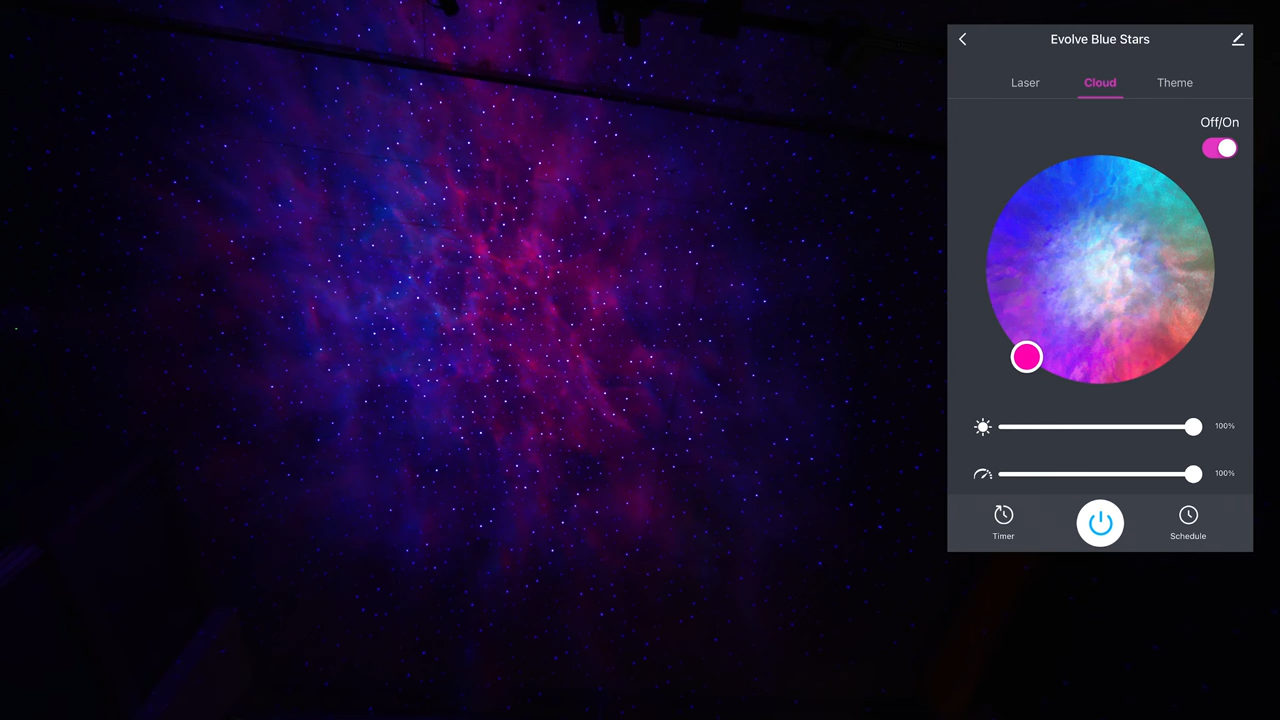 Evolve Blue Stars
Laser
Cloud
Theme
Off/On
100%
100%
Timer
Schedule